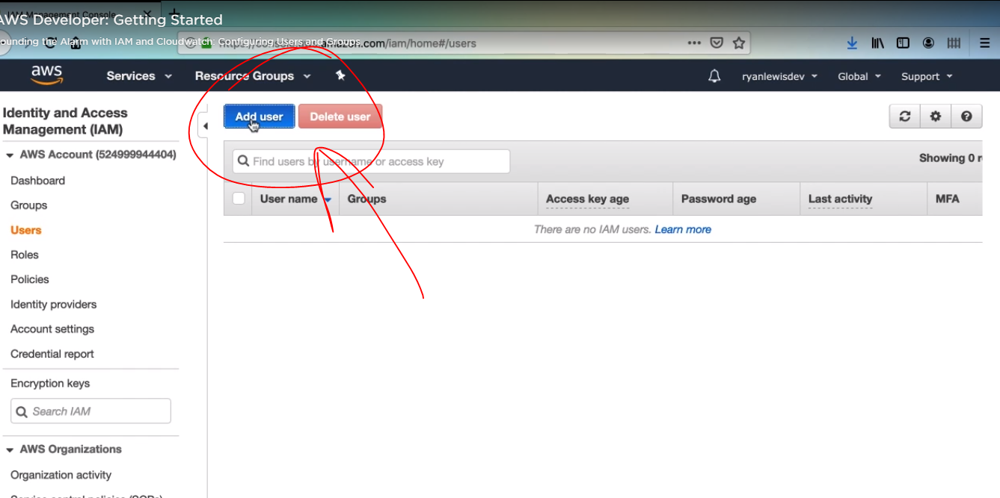 IAM Management Console
AWS Developer: Getting Started
ounding the Alarm with IAM and Cloudwatch: Configuring Users and Groups
amazon.com/iam/home#/users
aws
Services
Resource Groups
ryanlewisdev
Global
Support
Identity and Access
Management (IAM)
AWS Account (524999944404)
Dashboard
Groups
Users
Roles
Policies
Identity providers
Account settings
Credential report
Encryption keys
Search IAM
AWS Organizations
Organization activity
Add user
Delete user
Find users by username or access key
Showing 0 r
User name
Groups
Access key age
Password age
Last activity
MFA
There are no IAM users. Learn more